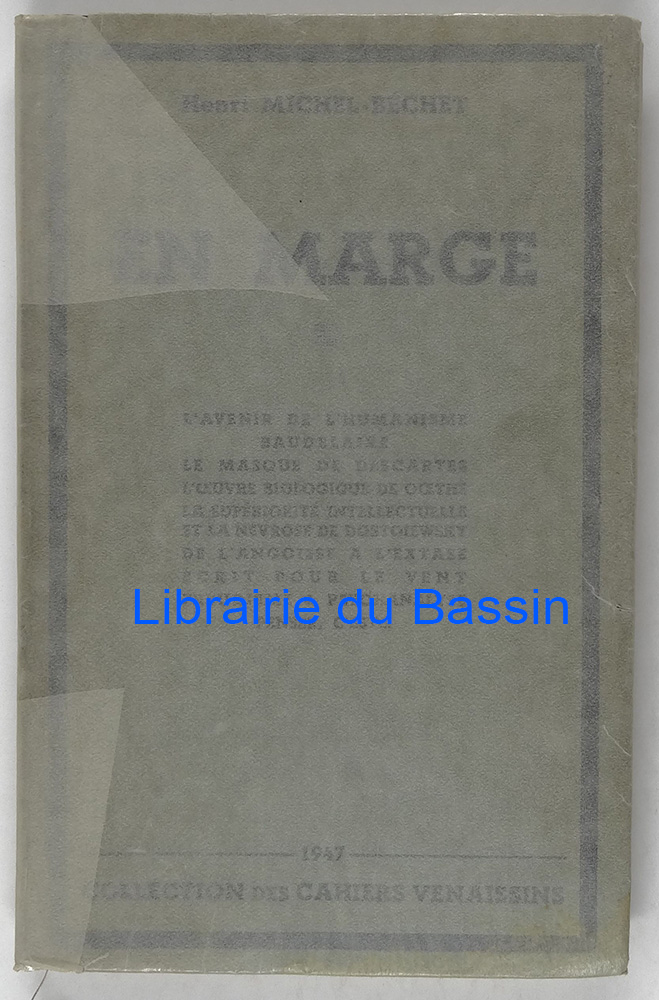 Henri MICHEL-BÉCHET
EN MARGE
L'AVENIR DE L'HUMANISME
BAUDELAIRE
LE MASQUE DE DESCARTES
L'ŒUVRE BIOLOGIQUE DE GŒTHE
LA SUPÉRIORITÉ INTELLECTUELLE
ET LA NÉVROSE DE DOSTOIEWSKY
DE L'ANGOISSE A L'EXTASE
ÉCRIT POUR LE VENT
Librairie du Bassin
1947
COLLECTION DES CAHIERS VENAISSINS